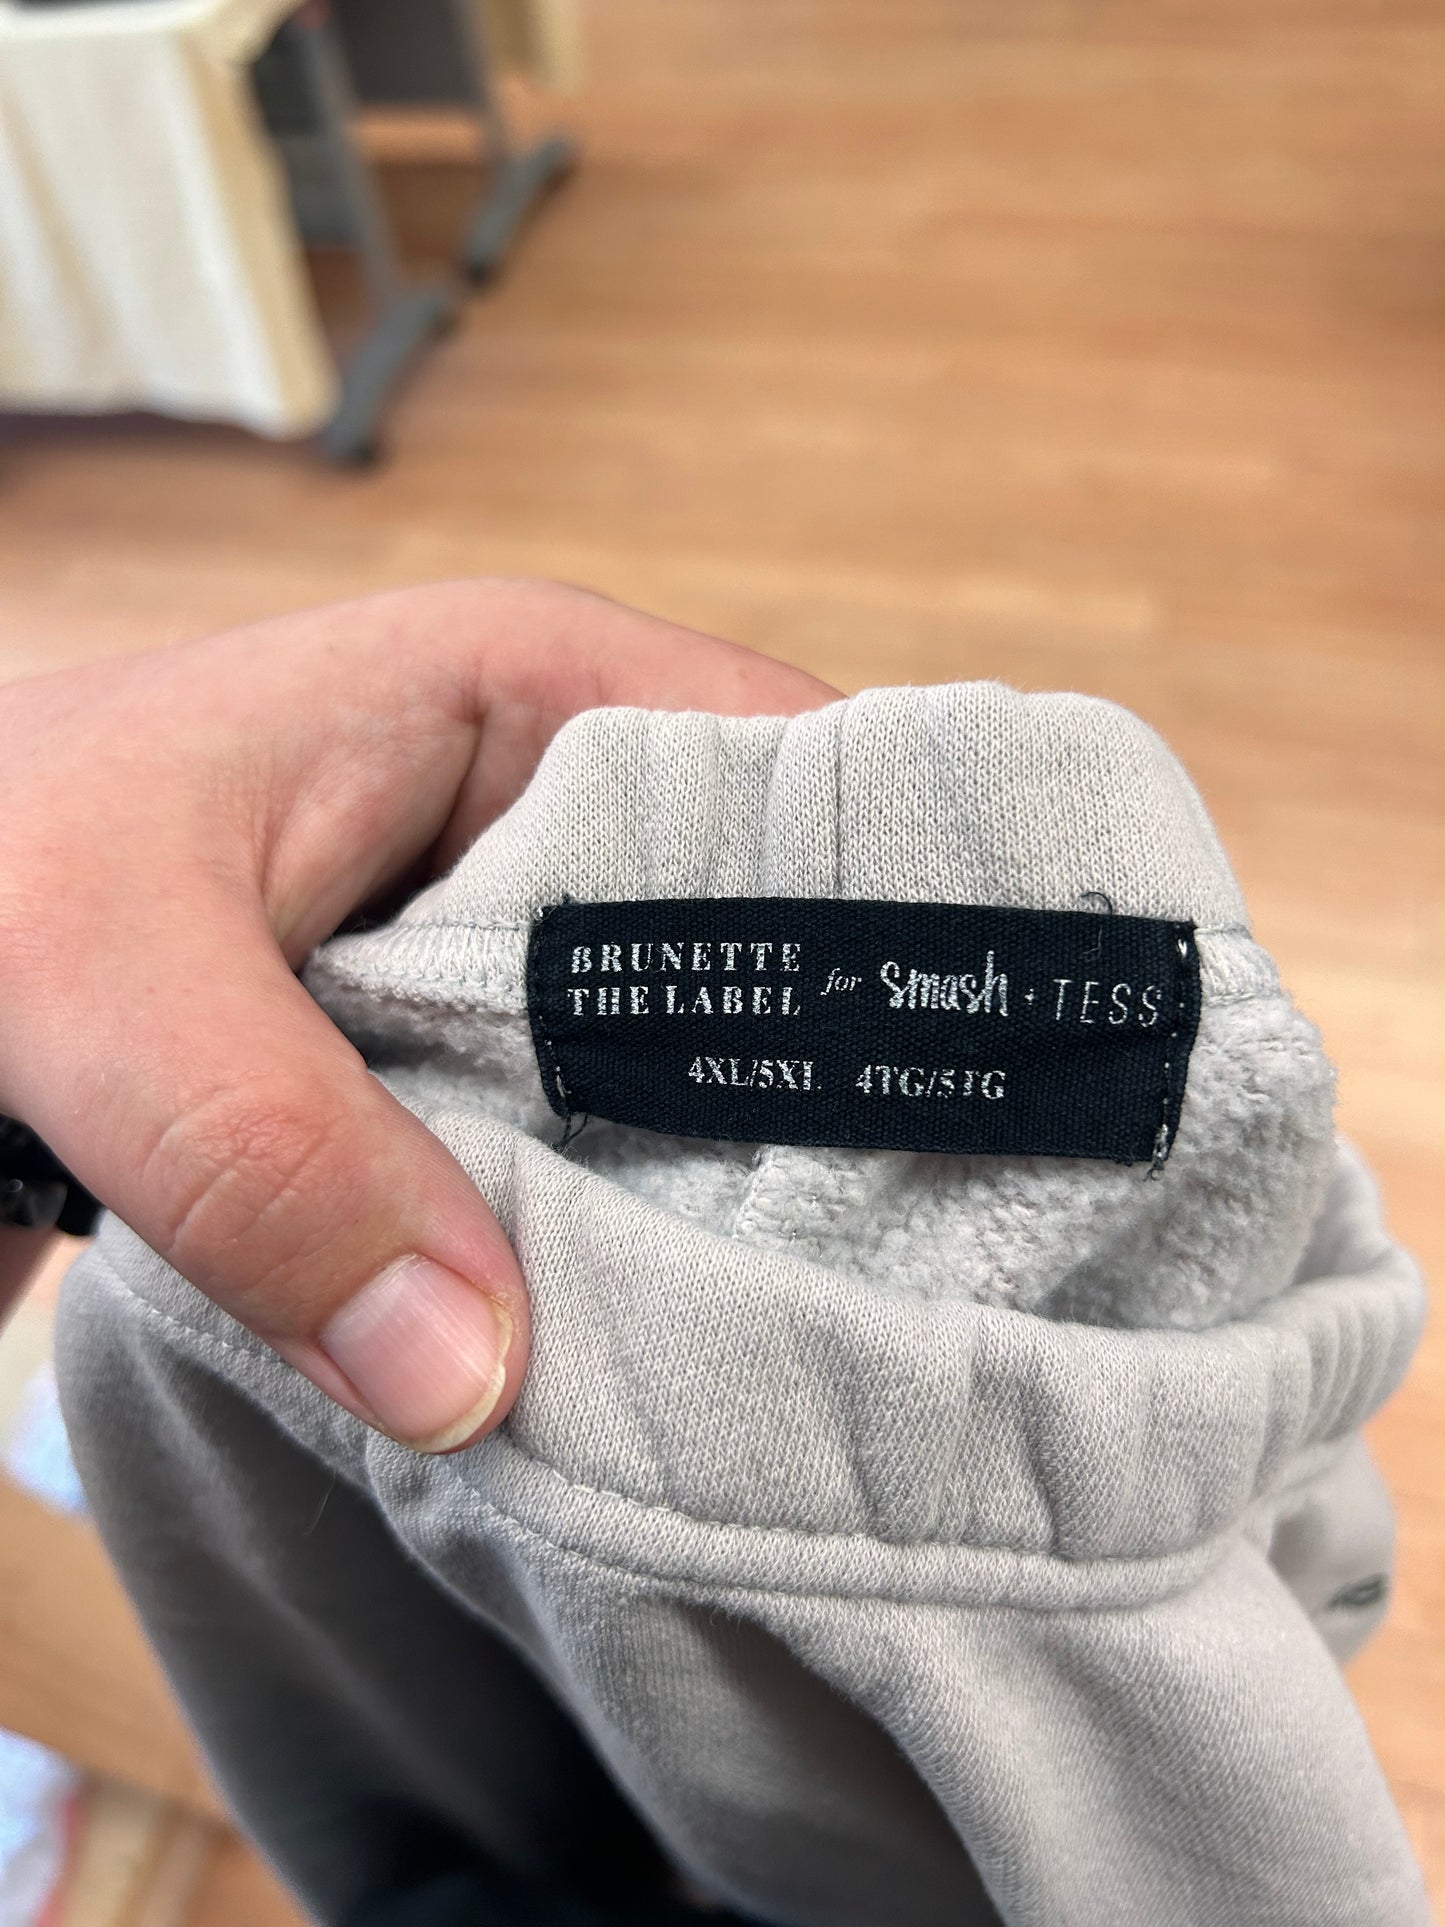 BRUNETTE
THE LABEL for smash + TESS
4XL/5XL 4TG/5TG